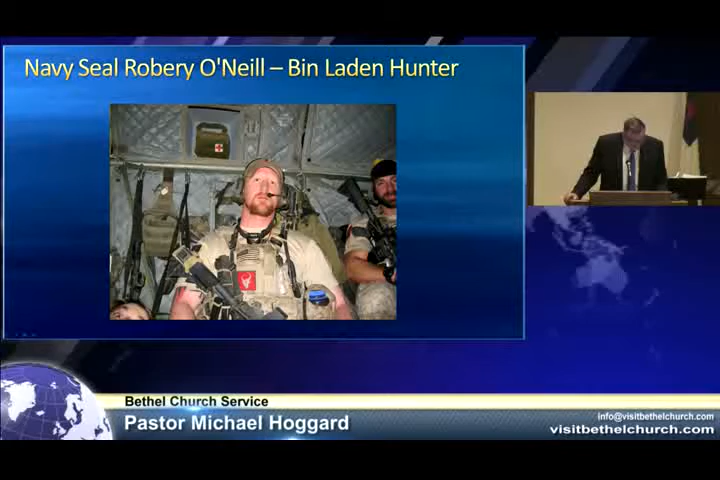 Navy Seal Robery O'Neill – Bin Laden Hunter
Bethel Church Service
Pastor Michael Hoggard
info@visitbethelchurch.com
visitbethelchurch.com